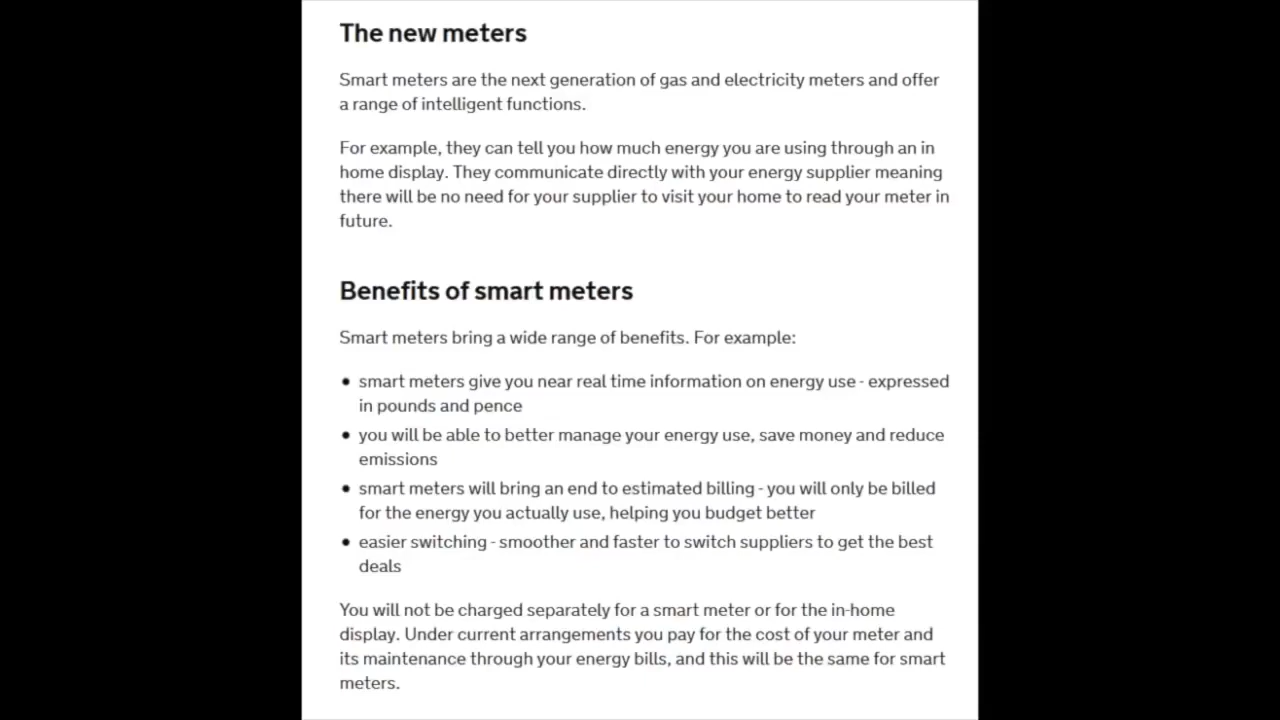 The new meters
Smart meters are the next generation of gas and electricity meters and offer
a range of intelligent functions.
For example, they can tell you how much energy you are using through an in
home display. They communicate directly with your energy supplier meaning
there will be no need for your supplier to visit your home to read your meter in
future.
Benefits of smart meters
Smart meters bring a wide range of benefits. For example:
• smart meters give you near real time information on energy use - expressed
in pounds and pence
• you will be able to better manage your energy use, save money and reduce
emissions
• smart meters will bring an end to estimated billing - you will only be billed
for the energy you actually use, helping you budget better
• easier switching - smoother and faster to switch suppliers to get the best
deals
You will not be charged separately for a smart meter or for the in-home
display. Under current arrangements you pay for the cost of your meter and
its maintenance through your energy bills, and this will be the same for smart
meters.